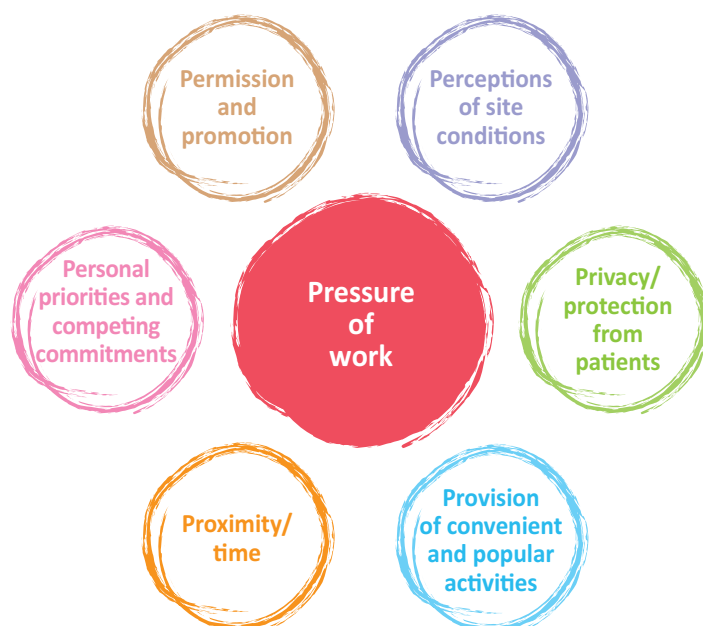 Permission
and
promotion
Perceptions
of site
conditions
Personal
priorities and
competing
commitments
Pressure
of
work
Privacy/
protection
from
patients
Proximity/
time
Provision
of convenient
and popular
activities